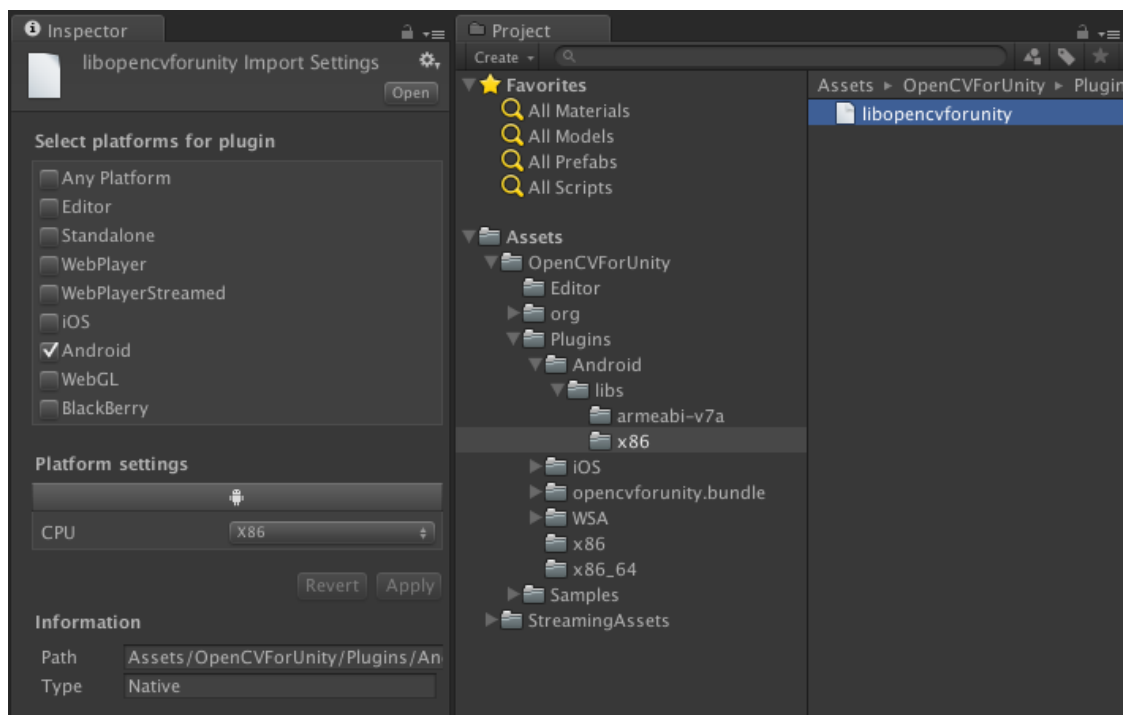 Inspector
libopencvforunity Import Settings
Open
Select platforms for plugin
Any Platform
Editor
Standalone
WebPlayer
WebPlayerStreamed
iOS
Android
WebGL
BlackBerry
Platform settings
CPU X86
Revert Apply
Information
Path Assets/OpenCVForUnity/Plugins/An
Type Native
Project
Create
Favorites
All Materials
All Models
All Prefabs
All Scripts
Assets
OpenCVForUnity
Editor
org
Plugins
Android
libs
armeabi-v7a
x86
iOS
opencvforunity.bundle
WSA
x86
x86_64
Samples
StreamingAssets
Assets ▸ OpenCVForUnity ▸ Plugin
libopencvforunity